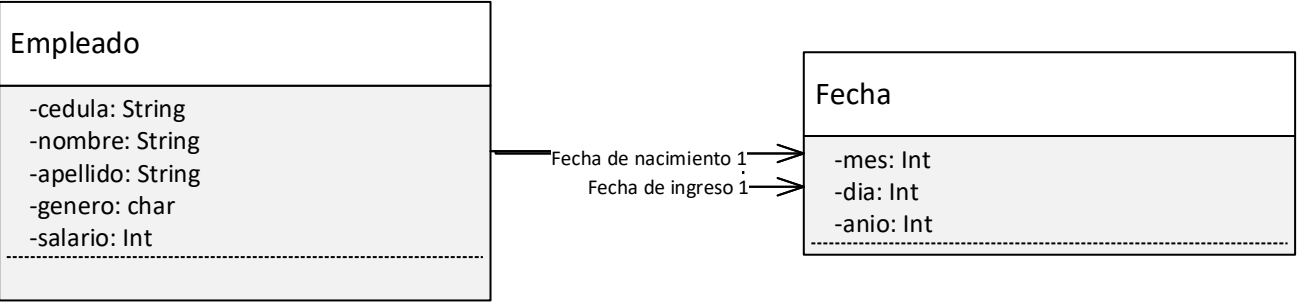 Empleado
-cedula: String
-nombre: String
-apellido: String
-genero: char
-salario: Int
Fecha de nacimiento 1
Fecha de ingreso 1
Fecha
-mes: Int
-dia: Int
-anio: Int